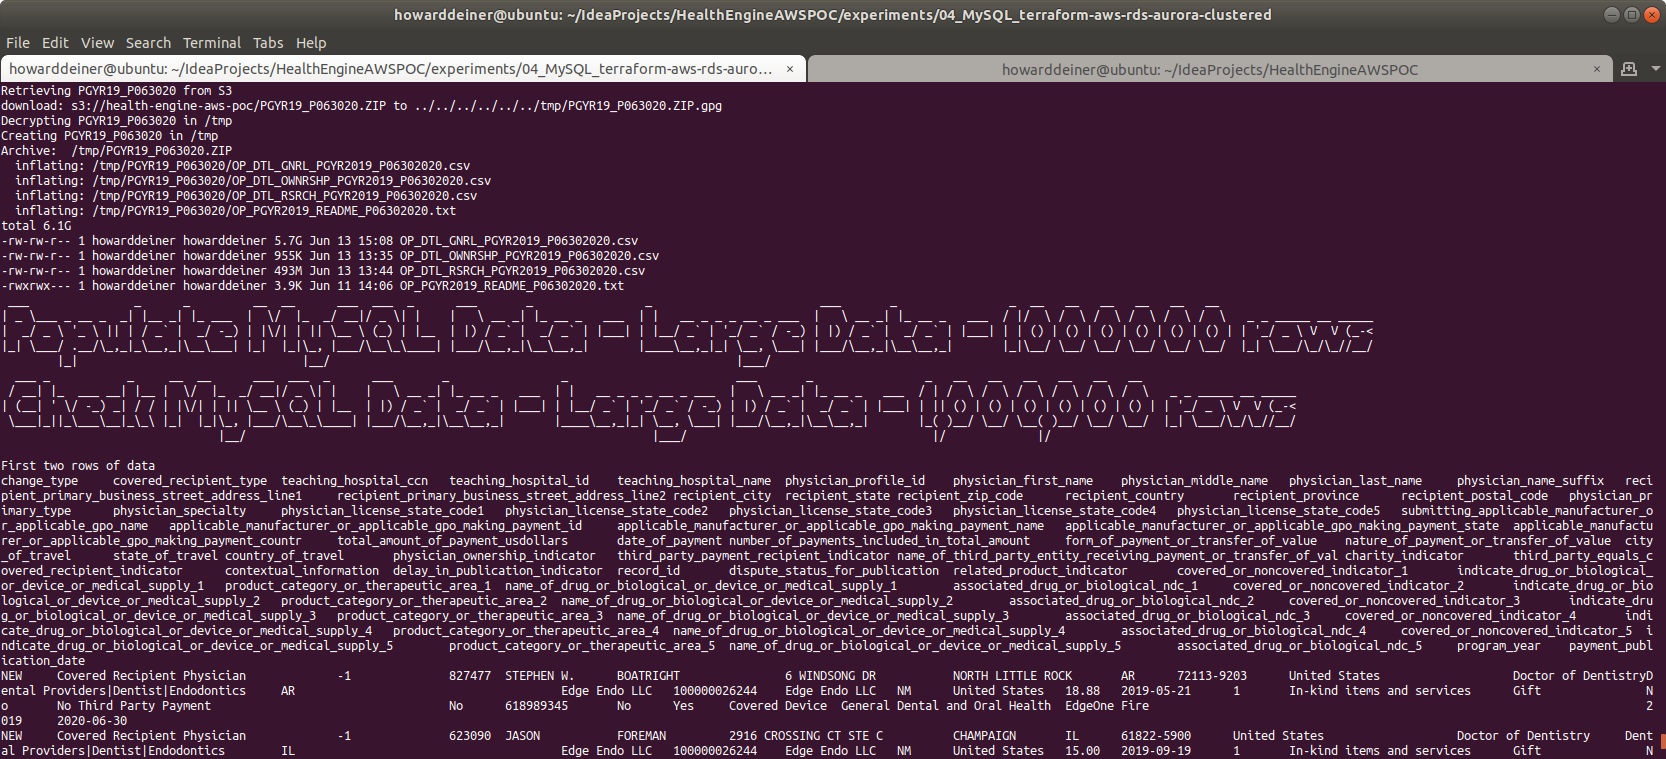 howarddeiner@ubuntu: ~/IdeaProjects/HealthEngineAWSPOC/experiments/04_MySQL_terraform-aws-rds-aurora-clustered
File Edit View Search Terminal Tabs Help
howarddeiner@ubuntu: ~/IdeaProjects/HealthEngineAWSPOC/experiments/04_MySQL_terraform-aws-rds-auro... × howarddeiner@ubuntu: ~/IdeaProjects/HealthEngineAWSPOC ×
Retrieving PGYR19_P063020 from S3
download: s3://health-engine-aws-poc/PGYR19_P063020.ZIP to ../../../../../../tmp/PGYR19_P063020.ZIP.gpg
Decrypting PGYR19_P063020 in /tmp
Creating PGYR19_P063020 in /tmp
Archive:  /tmp/PGYR19_P063020.ZIP
  inflating: /tmp/PGYR19_P063020/OP_DTL_GNRL_PGYR2019_P06302020.csv
  inflating: /tmp/PGYR19_P063020/OP_DTL_OWNRSHP_PGYR2019_P06302020.csv
  inflating: /tmp/PGYR19_P063020/OP_DTL_RSRCH_PGYR2019_P06302020.csv
  inflating: /tmp/PGYR19_P063020/OP_PGYR2019_README_P06302020.txt
total 6.1G
-rw-rw-r-- 1 howarddeiner howarddeiner 5.7G Jun 13 15:08 OP_DTL_GNRL_PGYR2019_P06302020.csv
-rw-rw-r-- 1 howarddeiner howarddeiner 955K Jun 13 13:35 OP_DTL_OWNRSHP_PGYR2019_P06302020.csv
-rw-rw-r-- 1 howarddeiner howarddeiner 493M Jun 13 13:44 OP_DTL_RSRCH_PGYR2019_P06302020.csv
-rwxrwx--- 1 howarddeiner howarddeiner 3.9K Jun 11 14:06 OP_PGYR2019_README_P06302020.txt
Populate MySQL Data - Large Data - 1000000 rows
Check MySQL Data - Large Data - 1,000,000 rows
First two rows of data
change_type covered_recipient_type teaching_hospital_ccn teaching_hospital_id teaching_hospital_name physician_profile_id physician_first_name physician_middle_name physician_last_name physician_name_suffix reci
pient_primary_business_street_address_line1 recipient_primary_business_street_address_line2 recipient_city recipient_state recipient_zip_code recipient_country recipient_province recipient_postal_code physician_pr
imary_type physician_specialty physician_license_state_code1 physician_license_state_code2 physician_license_state_code3 physician_license_state_code4 physician_license_state_code5 submitting_applicable_manufacturer_o
r_applicable_gpo_name applicable_manufacturer_or_applicable_gpo_making_payment_id applicable_manufacturer_or_applicable_gpo_making_payment_name applicable_manufacturer_or_applicable_gpo_making_payment_state applicable_manufactu
rer_or_applicable_gpo_making_payment_countr total_amount_of_payment_usdollars date_of_payment number_of_payments_included_in_total_amount form_of_payment_or_transfer_of_value nature_of_payment_or_transfer_of_value city
_of_travel state_of_travel country_of_travel physician_ownership_indicator third_party_payment_recipient_indicator name_of_third_party_entity_receiving_payment_or_transfer_of_val charity_indicator third_party_equals_c
overed_recipient_indicator contextual_information delay_in_publication_indicator record_id dispute_status_for_publication related_product_indicator covered_or_noncovered_indicator_1 indicate_drug_or_biological_
or_device_or_medical_supply_1 product_category_or_therapeutic_area_1 name_of_drug_or_biological_or_device_or_medical_supply_1 associated_drug_or_biological_ndc_1 covered_or_noncovered_indicator_2 indicate_drug_or_bio
logical_or_device_or_medical_supply_2 product_category_or_therapeutic_area_2 name_of_drug_or_biological_or_device_or_medical_supply_2 associated_drug_or_biological_ndc_2 covered_or_noncovered_indicator_3 indicate_dru
g_or_biological_or_device_or_medical_supply_3 product_category_or_therapeutic_area_3 name_of_drug_or_biological_or_device_or_medical_supply_3 associated_drug_or_biological_ndc_3 covered_or_noncovered_indicator_4 indi
cate_drug_or_biological_or_device_or_medical_supply_4 product_category_or_therapeutic_area_4 name_of_drug_or_biological_or_device_or_medical_supply_4 associated_drug_or_biological_ndc_4 covered_or_noncovered_indicator_5 i
ndicate_drug_or_biological_or_device_or_medical_supply_5 product_category_or_therapeutic_area_5 name_of_drug_or_biological_or_device_or_medical_supply_5 associated_drug_or_biological_ndc_5 program_year payment_publ
ication_date
NEW Covered Recipient Physician -1 827477 STEPHEN W. BOATRIGHT 6 WINDSONG DR NORTH LITTLE ROCK AR 72113-9203 United States Doctor of DentistryD
ental Providers|Dentist|Endodontics AR Edge Endo LLC 100000026244 Edge Endo LLC NM United States 18.88 2019-05-21 1 In-kind items and services Gift N
o No Third Party Payment No 618989345 No Yes Covered Device General Dental and Oral Health EdgeOne Fire 2
019 2020-06-30
NEW Covered Recipient Physician -1 623090 JASON FOREMAN 2916 CROSSING CT STE C CHAMPAIGN IL 61822-5900 United States Doctor of Dentistry Dent
al Providers|Dentist|Endodontics IL Edge Endo LLC 100000026244 Edge Endo LLC NM United States 15.00 2019-09-19 1 In-kind items and services Gift N